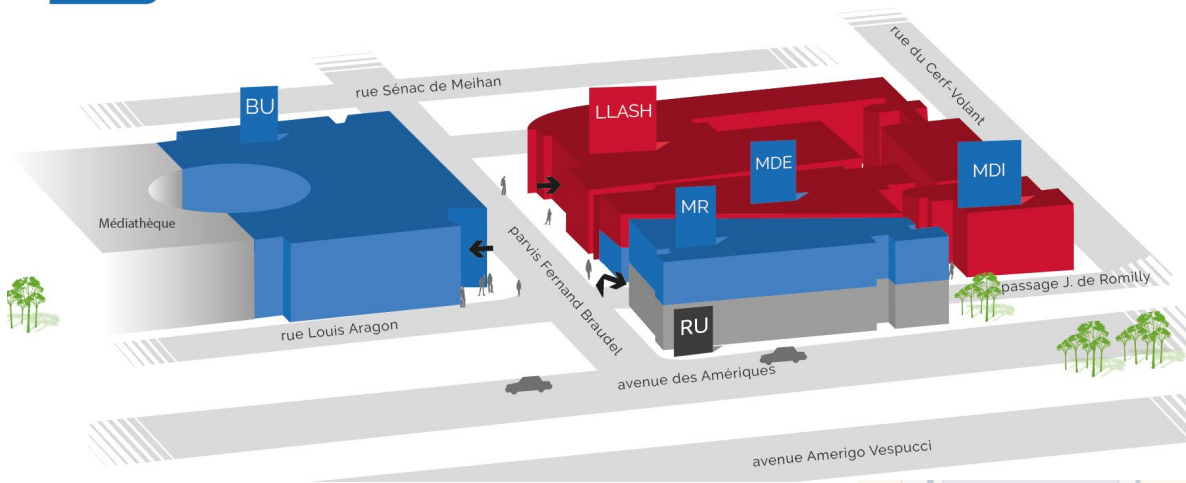 rue du Cerf-Volant
rue Sénac de Meihan
BU
LLASH
MDE
MDI
MR
Médiathèque
parvis Fernand Braudel
passage J. de Romilly
RU
rue Louis Aragon
avenue des Amériques
avenue Amerigo Vespucci